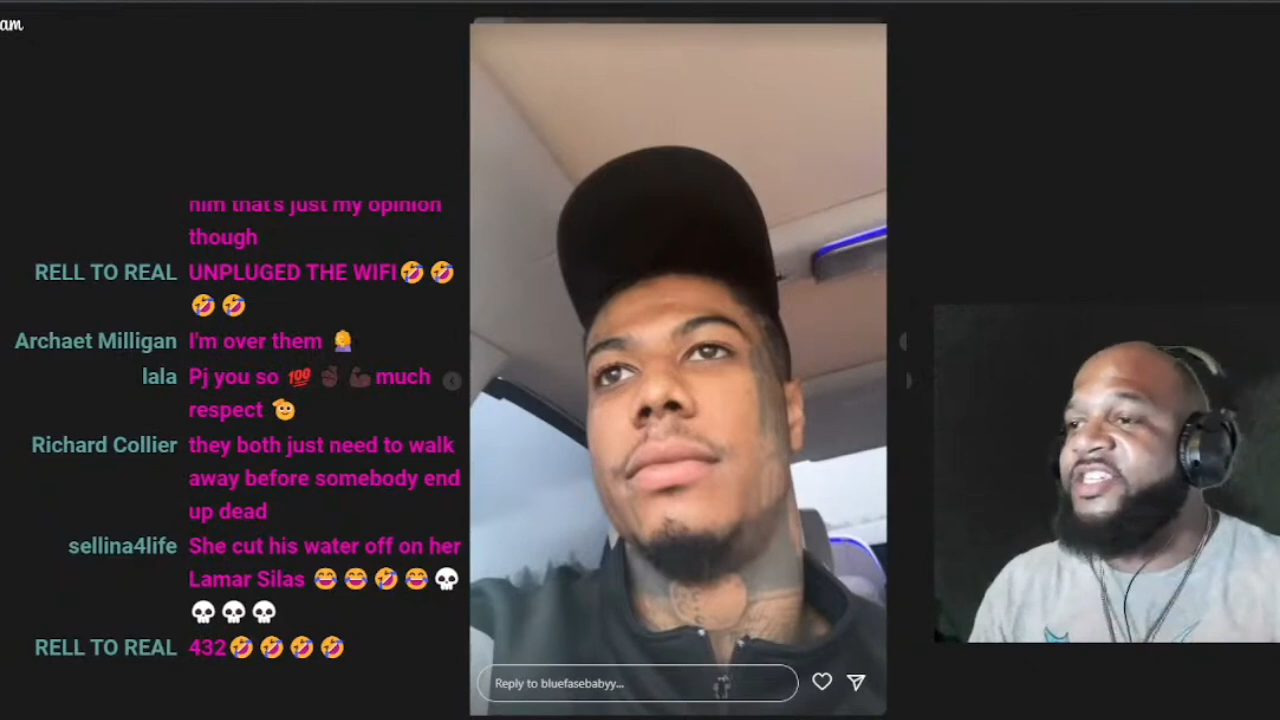 am
him that's just my opinion
though
RELL TO REAL UNPLUGED THE WIFI🤣🤣
🤣🤣
Archaet Milligan I'm over them 🤦
lala Pj you so 💯✌🏿💪🏿much
respect 🫡
Richard Collier they both just need to walk
away before somebody end
up dead
sellina4life She cut his water off on her
Lamar Silas 😂😂🤣😂💀
💀💀💀
RELL TO REAL 432🤣🤣🤣🤣
Reply to bluefasebabyy...